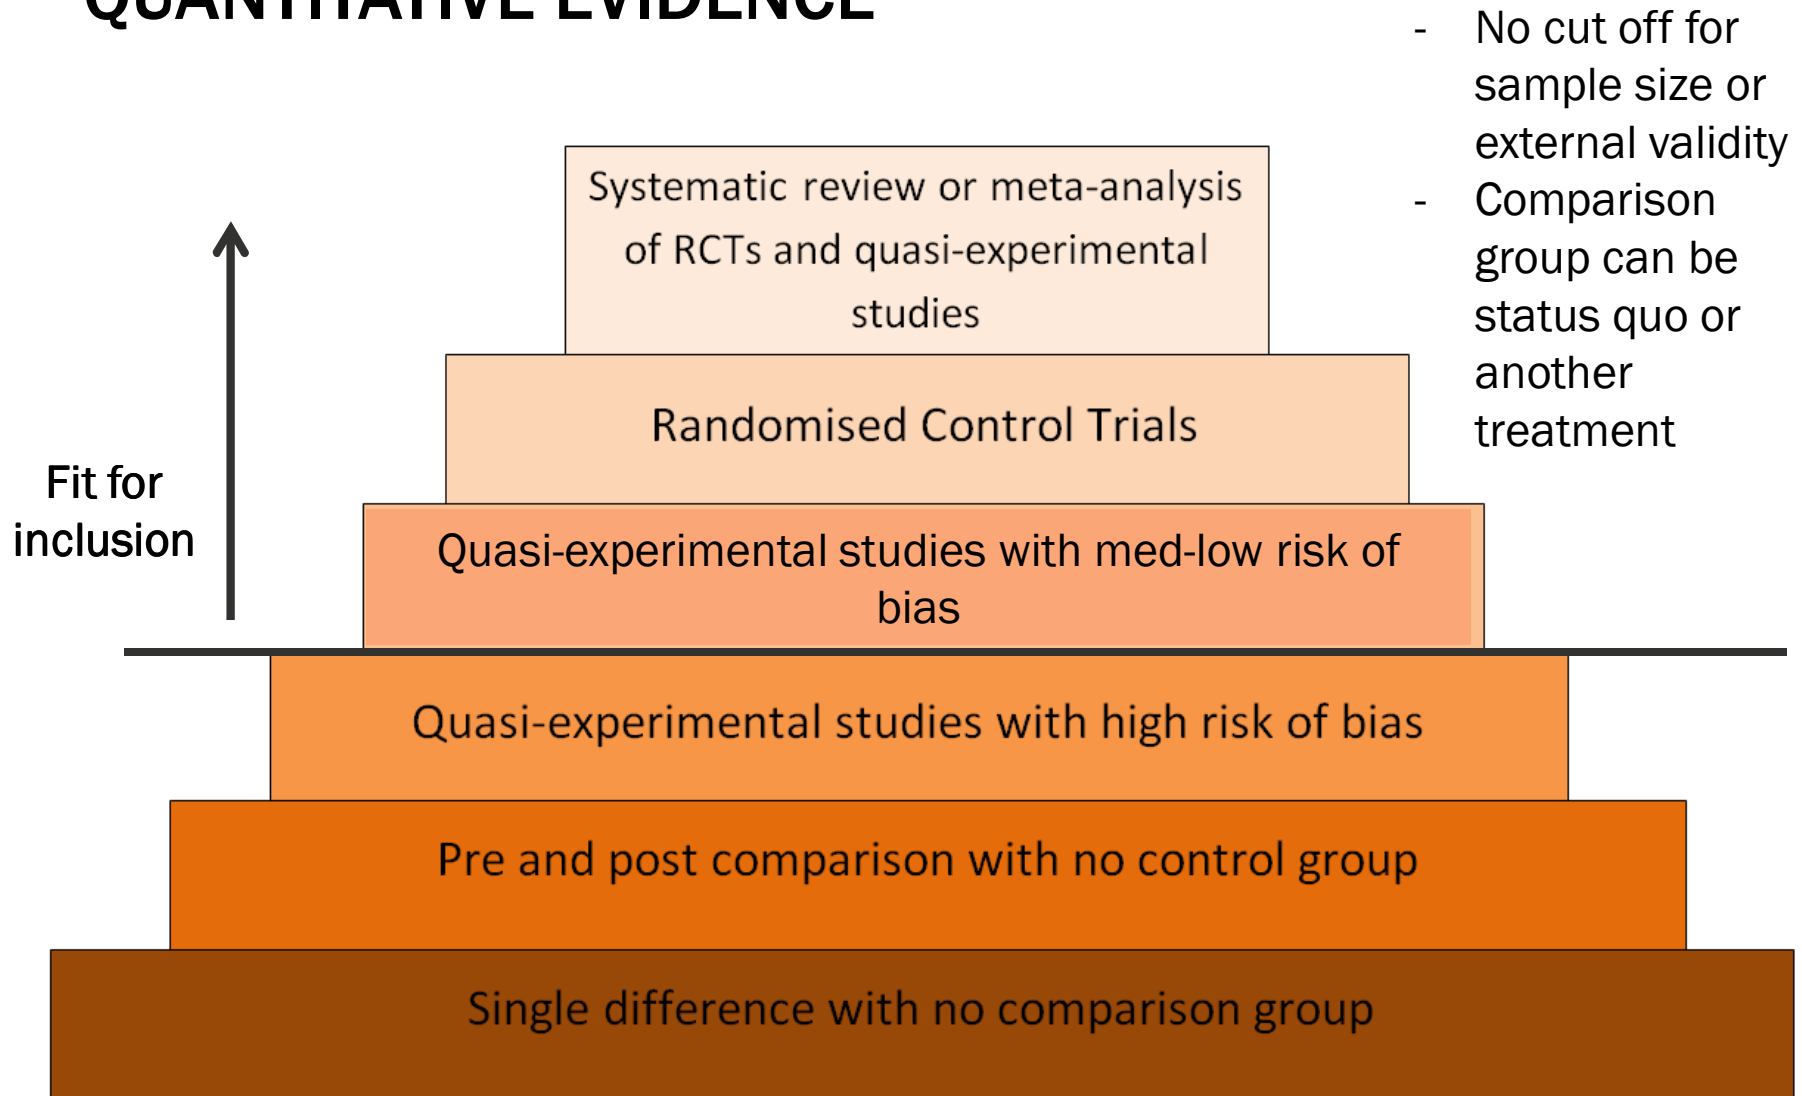 QUANTITATIVE EVIDENCE
- No cut off for
sample size or
external validity
- Comparison
group can be
status quo or
another
treatment
Systematic review or meta-analysis
of RCTs and quasi-experimental
studies
Randomised Control Trials
Fit for
inclusion
Quasi-experimental studies with med-low risk of
bias
Quasi-experimental studies with high risk of bias
Pre and post comparison with no control group
Single difference with no comparison group